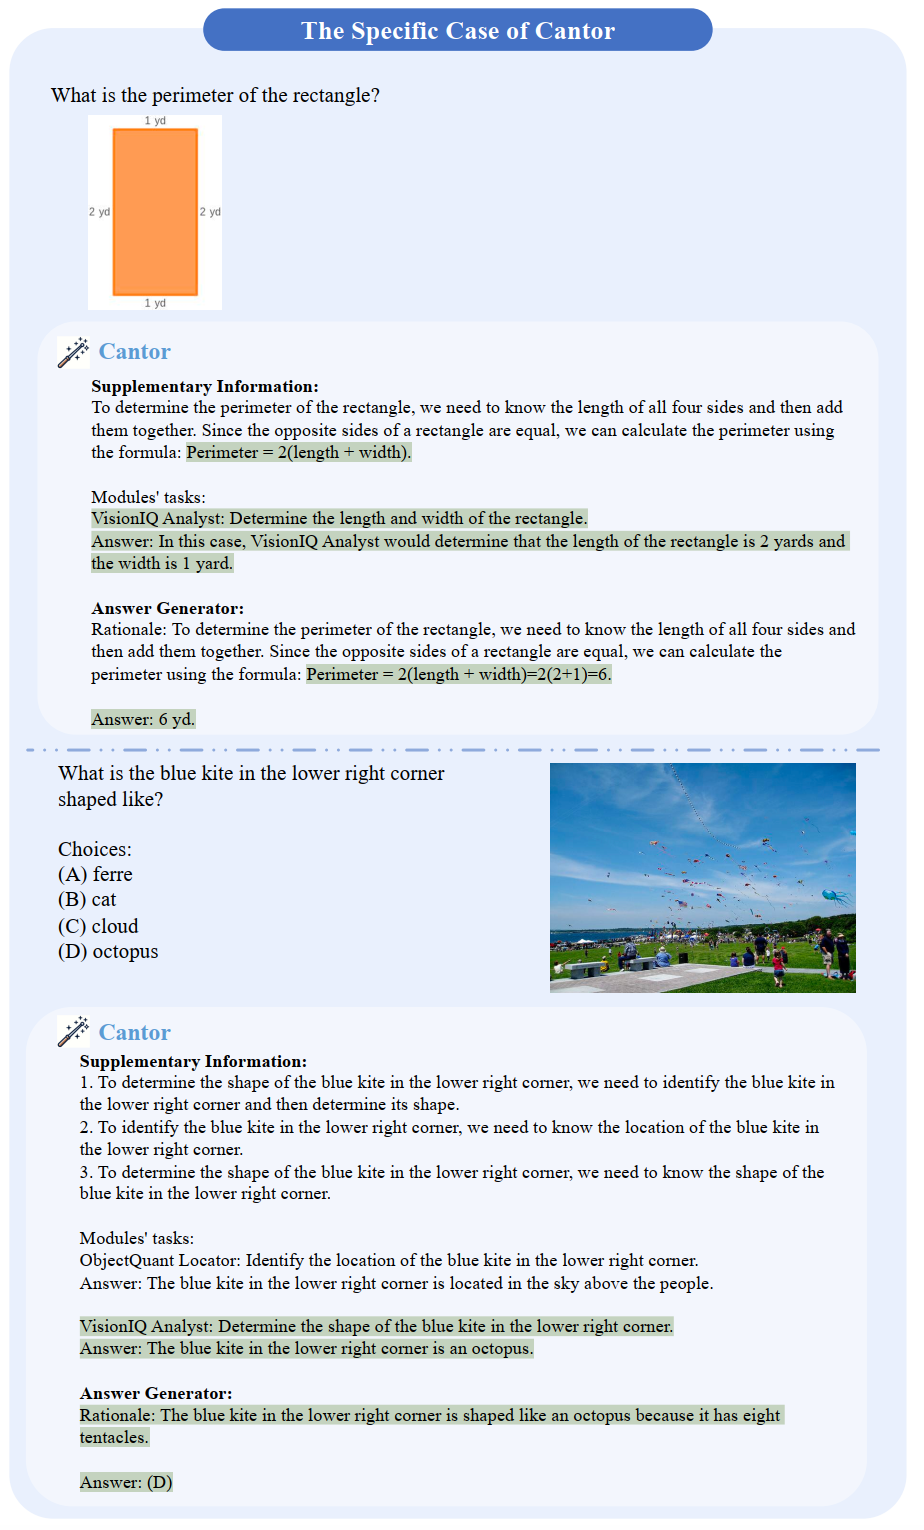 The Specific Case of Cantor
What is the perimeter of the rectangle?
1 yd
2 yd
2 yd
1 yd
Cantor
Supplementary Information:
To determine the perimeter of the rectangle, we need to know the length of all four sides and then add
them together. Since the opposite sides of a rectangle are equal, we can calculate the perimeter using
the formula: Perimeter = 2(length + width).
Modules' tasks:
VisionIQ Analyst: Determine the length and width of the rectangle.
Answer: In this case, VisionIQ Analyst would determine that the length of the rectangle is 2 yards and
the width is 1 yard.
Answer Generator:
Rationale: To determine the perimeter of the rectangle, we need to know the length of all four sides and
then add them together. Since the opposite sides of a rectangle are equal, we can calculate the
perimeter using the formula: Perimeter = 2(length + width)=2(2+1)=6.
Answer: 6 yd.
What is the blue kite in the lower right corner
shaped like?
Choices:
(A) ferre
(B) cat
(C) cloud
(D) octopus
Cantor
Supplementary Information:
1. To determine the shape of the blue kite in the lower right corner, we need to identify the blue kite in
the lower right corner and then determine its shape.
2. To identify the blue kite in the lower right corner, we need to know the location of the blue kite in
the lower right corner.
3. To determine the shape of the blue kite in the lower right corner, we need to know the shape of the
blue kite in the lower right corner.
Modules' tasks:
ObjectQuant Locator: Identify the location of the blue kite in the lower right corner.
Answer: The blue kite in the lower right corner is located in the sky above the people.
VisionIQ Analyst: Determine the shape of the blue kite in the lower right corner.
Answer: The blue kite in the lower right corner is an octopus.
Answer Generator:
Rationale: The blue kite in the lower right corner is shaped like an octopus because it has eight
tentacles.
Answer: (D)